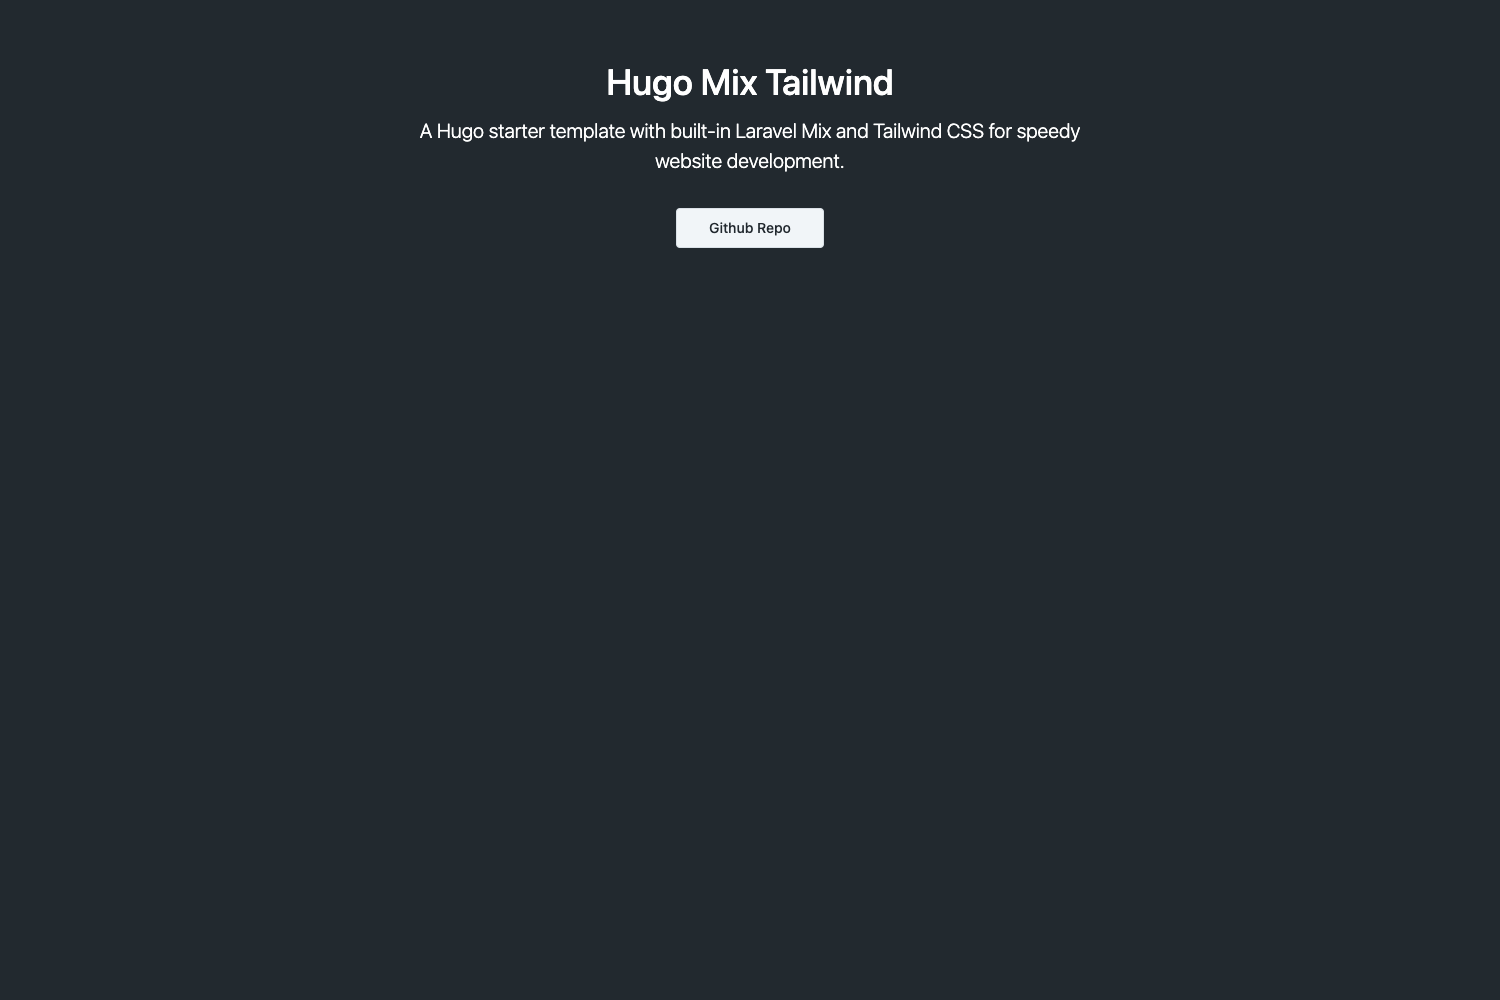 Hugo Mix Tailwind
A Hugo starter template with built-in Laravel Mix and Tailwind CSS for speedy
website development.
Github Repo